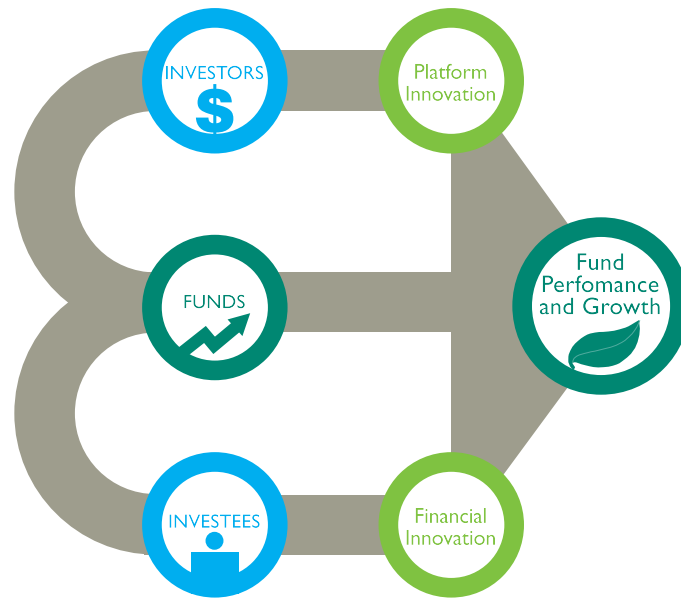 INVESTORS
$
Platform
Innovation
FUNDS
Fund
Perfomance
and Growth
INVESTEES
Financial
Innovation